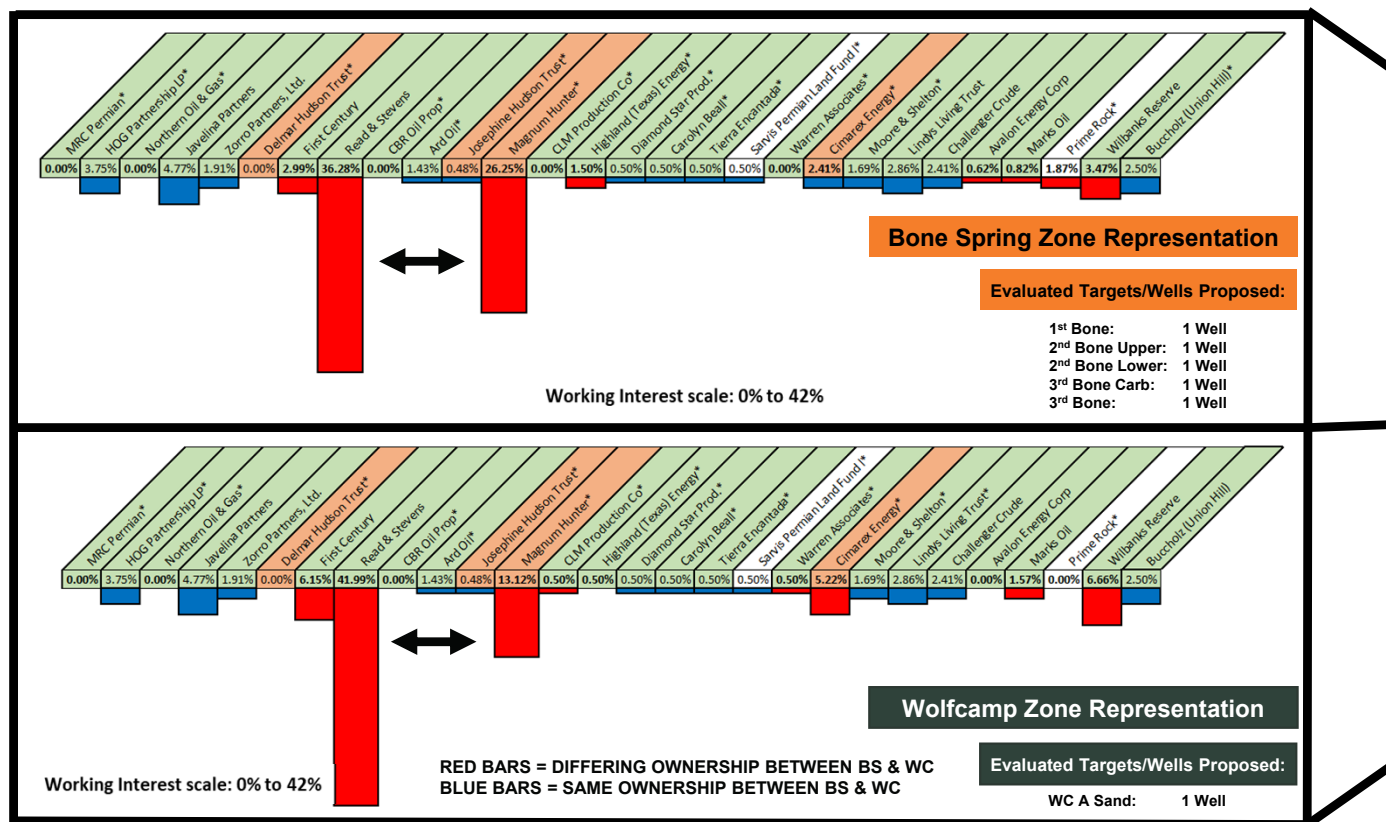 MRC Permian*
HOG Partnership LP*
Northern Oil & Gas*
Javelina Partners
Zorro Partners, Ltd.
Delmar Hudson Trust*
First Century
Read & Stevens
CBR Oil Prop*
Ard Oil*
Josephine Hudson Trust*
Magnum Hunter*
CLM Production Co*
Highland (Texas) Energy*
Diamond Star Prod.*
Carolyn Beall*
Tierra Encantada*
Sarvis Permian Land Fund I*
Warren Associates*
Cimarex Energy*
Moore & Shelton*
Lindys Living Trust
Challenger Crude
Avalon Energy Corp
Marks Oil
Prime Rock*
Wilbanks Reserve
Buccholz (Union Hill)*
0.00% 3.75% 0.00% 4.77% 1.91% 0.00% 2.99% 36.28% 0.00% 1.43% 0.48% 26.25% 0.00% 1.50% 0.50% 0.50% 0.50% 0.50% 0.00% 2.41% 1.69% 2.86% 2.41% 0.62% 0.82% 1.87% 3.47% 2.50%
Bone Spring Zone Representation
Evaluated Targets/Wells Proposed:
1st Bone: 1 Well
2nd Bone Upper: 1 Well
2nd Bone Lower: 1 Well
3rd Bone Carb: 1 Well
3rd Bone: 1 Well
Working Interest scale: 0% to 42%
MRC Permian*
HOG Partnership LP*
Northern Oil & Gas*
Javelina Partners
Zorro Partners, Ltd.
Delmar Hudson Trust*
First Century
Read & Stevens
CBR Oil Prop*
Ard Oil*
Josephine Hudson Trust*
Magnum Hunter*
CLM Production Co*
Highland (Texas) Energy*
Diamond Star Prod.*
Carolyn Beall*
Tierra Encantada*
Sarvis Permian Land Fund I*
Warren Associates*
Cimarex Energy*
Moore & Shelton*
Lindys Living Trust*
Challenger Crude
Avalon Energy Corp
Marks Oil
Prime Rock*
Wilbanks Reserve
Buccholz (Union Hill)
0.00% 3.75% 0.00% 4.77% 1.91% 0.00% 6.15% 41.99% 0.00% 1.43% 0.48% 13.12% 0.50% 0.50% 0.50% 0.50% 0.50% 0.50% 0.50% 5.22% 1.69% 2.86% 2.41% 0.00% 1.57% 0.00% 6.66% 2.50%
Wolfcamp Zone Representation
Evaluated Targets/Wells Proposed:
WC A Sand: 1 Well
RED BARS = DIFFERING OWNERSHIP BETWEEN BS & WC
BLUE BARS = SAME OWNERSHIP BETWEEN BS & WC
Working Interest scale: 0% to 42%